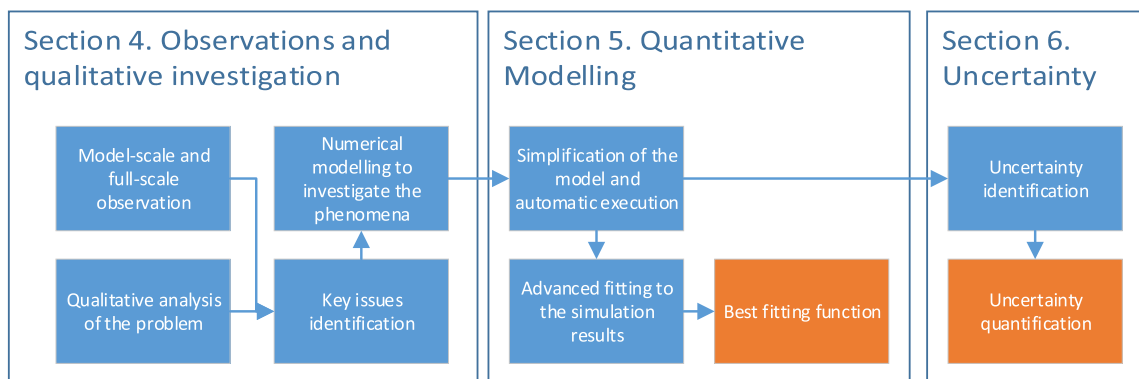 Section 4. Observations and
qualitative investigation
Model-scale and
full-scale
observation
Numerical
modelling to
investigate the
phenomena
Qualitative analysis
of the problem
Key issues
identification
Section 5. Quantitative
Modelling
Simplification of the
model and
automatic execution
Advanced fitting to
the simulation
results
Best fitting function
Section 6.
Uncertainty
Uncertainty
identification
Uncertainty
quantification